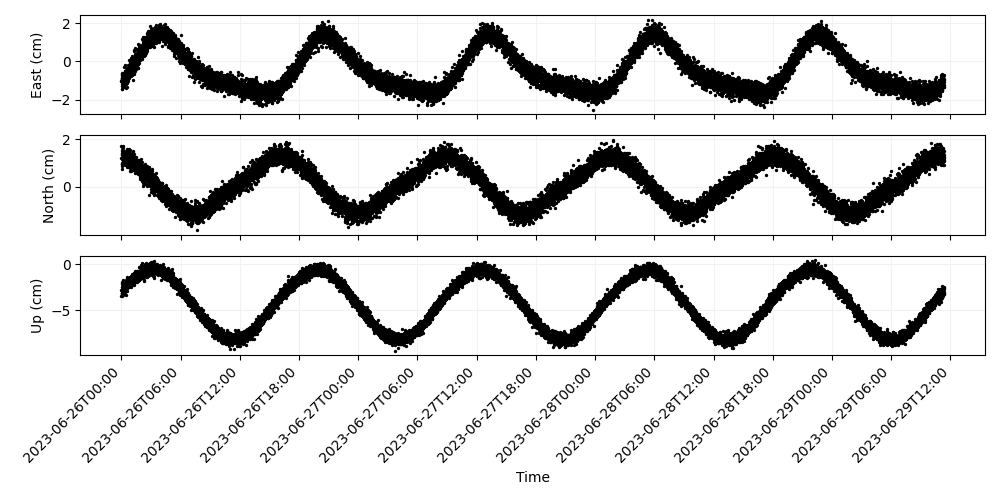 2
0
−2
East (cm)
2
0
North (cm)
0
−5
Up (cm)
2023-06-26T00:00
2023-06-26T06:00
2023-06-26T12:00
2023-06-26T18:00
2023-06-27T00:00
2023-06-27T06:00
2023-06-27T12:00
2023-06-27T18:00
2023-06-28T00:00
2023-06-28T06:00
2023-06-28T12:00
2023-06-28T18:00
2023-06-29T00:00
2023-06-29T06:00
2023-06-29T12:00
Time